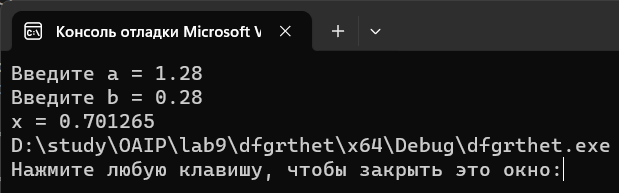 Консоль отладки Microsoft V
Введите a = 1.28
Введите b = 0.28
x = 0.701265
D:\study\OAIP\lab9\dfgrthet\x64\Debug\dfgrthet.exe
Нажмите любую клавишу, чтобы закрыть это окно: